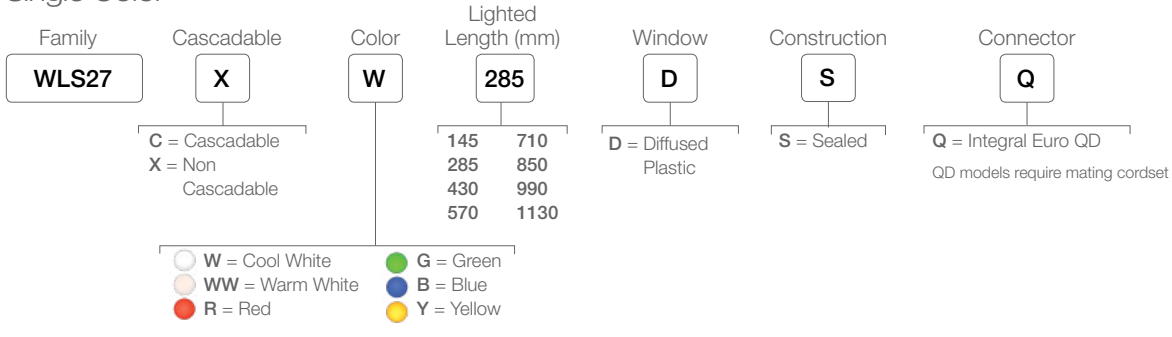 Single Color
Family
Cascadable
Color
Lighted
Length (mm)
Window
Construction
Connector
WLS27
X
W
285
D
S
Q
C = Cascadable
X = Non
Cascadable
145 710
285 850
430 990
570 1130
D = Diffused
Plastic
S = Sealed
Q = Integral Euro QD
QD models require mating cordset
W = Cool White
WW = Warm White
R = Red
G = Green
B = Blue
Y = Yellow